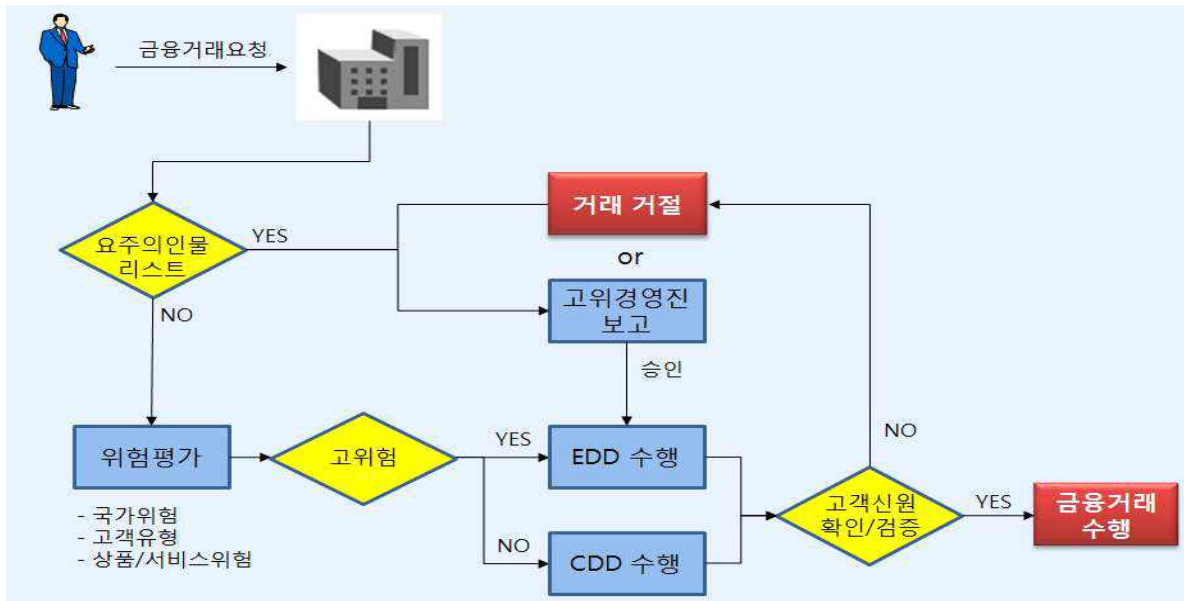 금융거래요청
거래 거절
요주의인물
리스트
YES
or
고위경영진
보고
NO
승인
위험평가
고위험
YES
EDD 수행
NO
고객신원
확인/검증
YES
금융거래
수행
- 국가위험
- 고객유형
- 상품/서비스위험
NO
CDD 수행